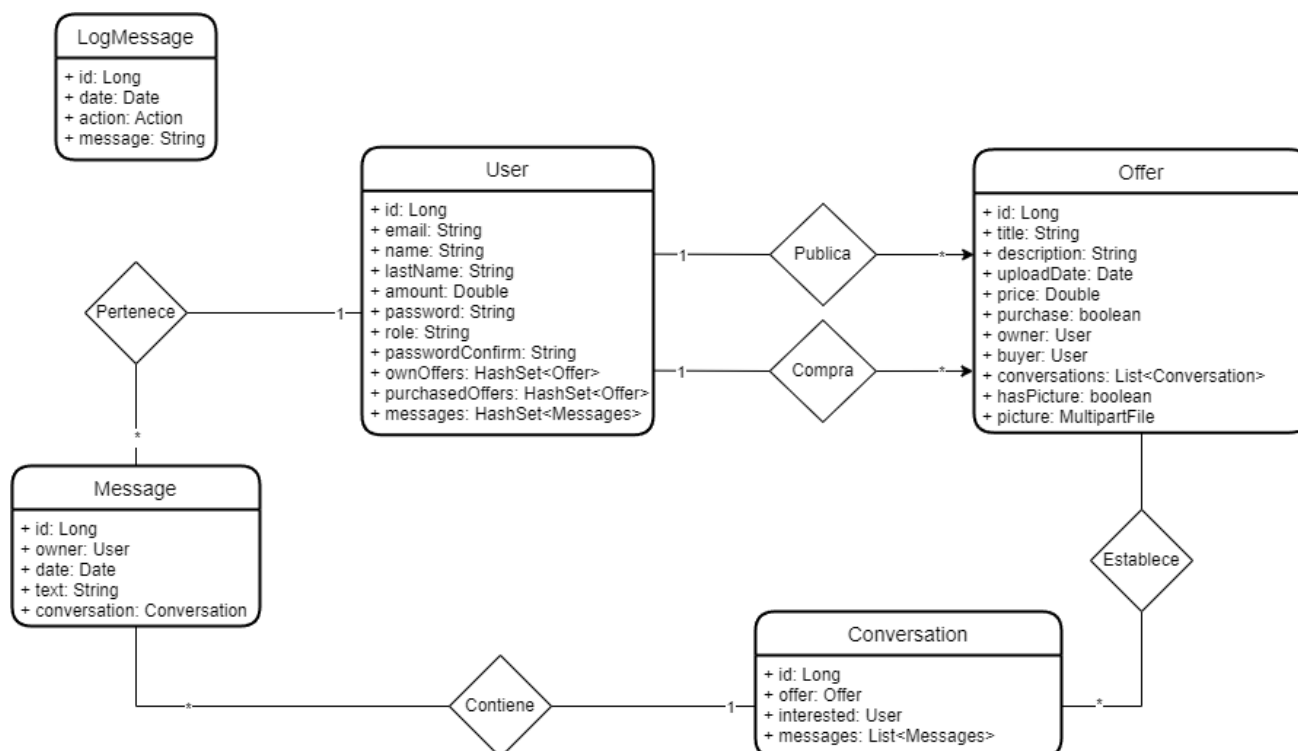 LogMessage
+ id: Long
+ date: Date
+ action: Action
+ message: String
User
+ id: Long
+ email: String
+ name: String
+ lastName: String
+ amount: Double
+ password: String
+ role: String
+ passwordConfirm: String
+ ownOffers: HashSet<Offer>
+ purchasedOffers: HashSet<Offer>
+ messages: HashSet<Messages>
1
Publica
*
1
Compra
*
Offer
+ id: Long
+ title: String
+ description: String
+ uploadDate: Date
+ price: Double
+ purchase: boolean
+ owner: User
+ buyer: User
+ conversations: List<Conversation>
+ hasPicture: boolean
+ picture: MultipartFile
Pertenece
1
*
Message
+ id: Long
+ owner: User
+ date: Date
+ text: String
+ conversation: Conversation
Establece
*
Contiene
*
1
Conversation
+ id: Long
+ offer: Offer
+ interested: User
+ messages: List<Messages>